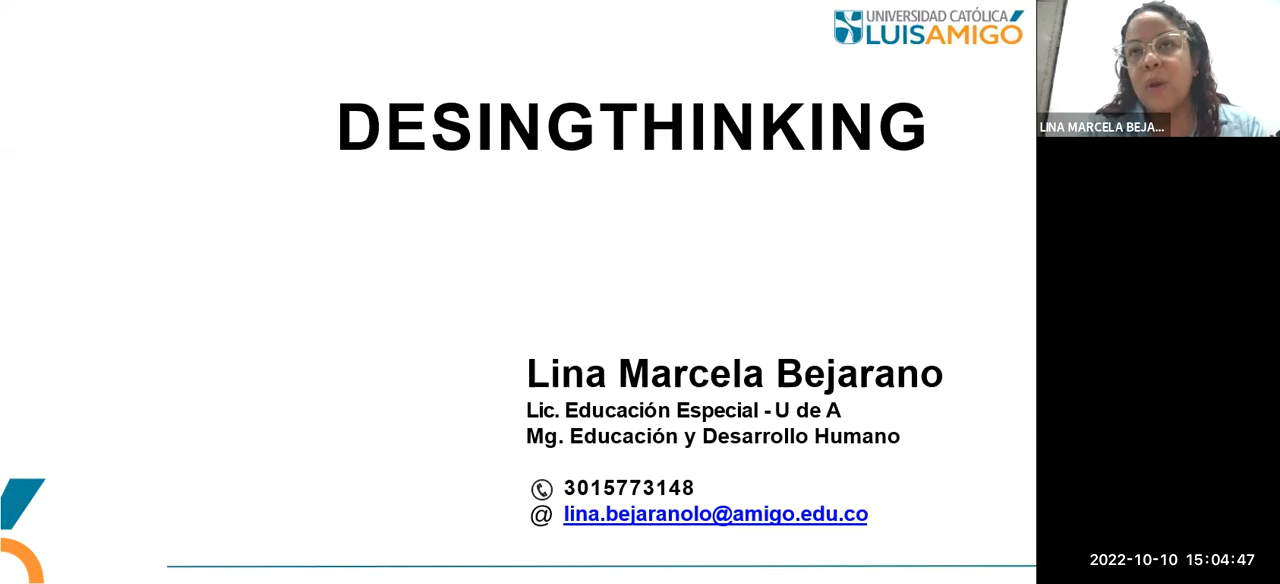 UNIVERSIDAD CATÓLICA
LUISAMIGÓ
DESINGTHINKING
LINA MARCELA BEJA...
Lina Marcela Bejarano
Lic. Educación Especial - U de A
Mg. Educación y Desarrollo Humano
3015773148
@ lina.bejaranolo@amigo.edu.co
2022-10-10 15:04:47